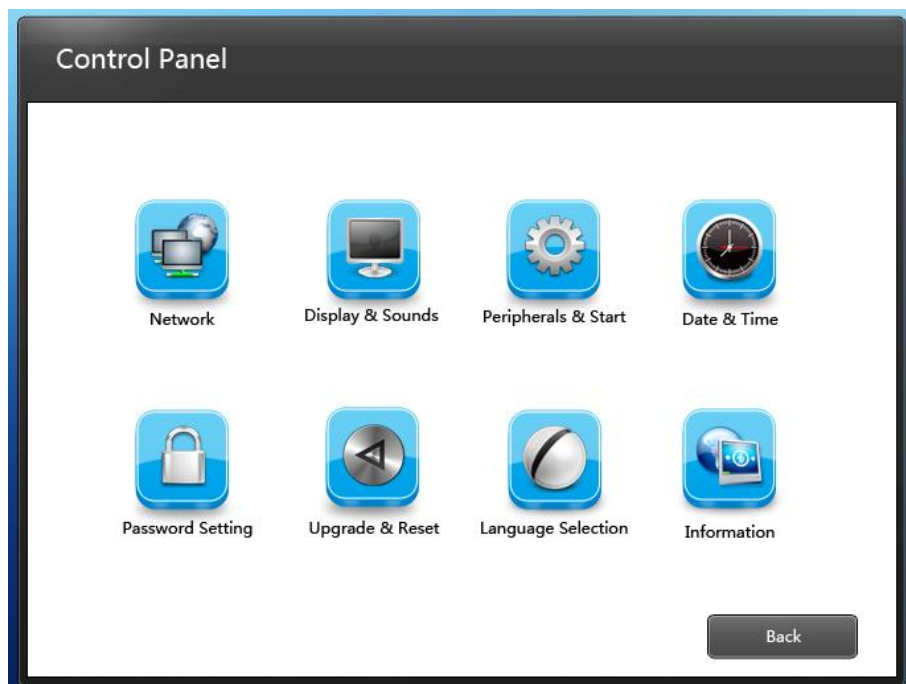 Control Panel
Network
Display & Sounds
Peripherals & Start
Date & Time
Password Setting
Upgrade & Reset
Language Selection
Information
Back